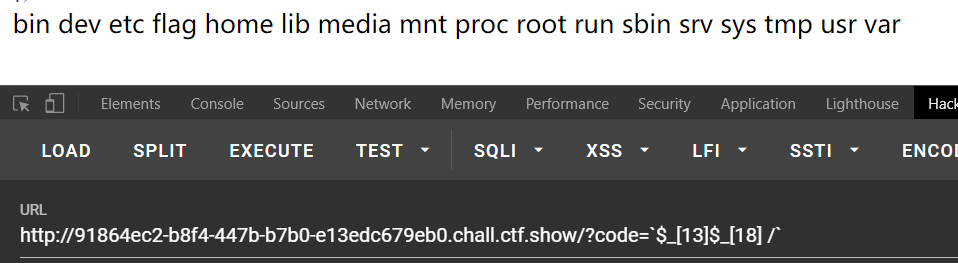 bin dev etc flag home lib media mnt proc root run sbin srv sys tmp usr var
Elements Console Sources Network Memory Performance Security Application Lighthouse Hack
LOAD SPLIT EXECUTE TEST SQLI XSS LFI SSTI ENCO
URL
http://91864ec2-b8f4-447b-b7b0-e13edc679eb0.chall.ctf.show/?code=`$_[13]$_[18] /`